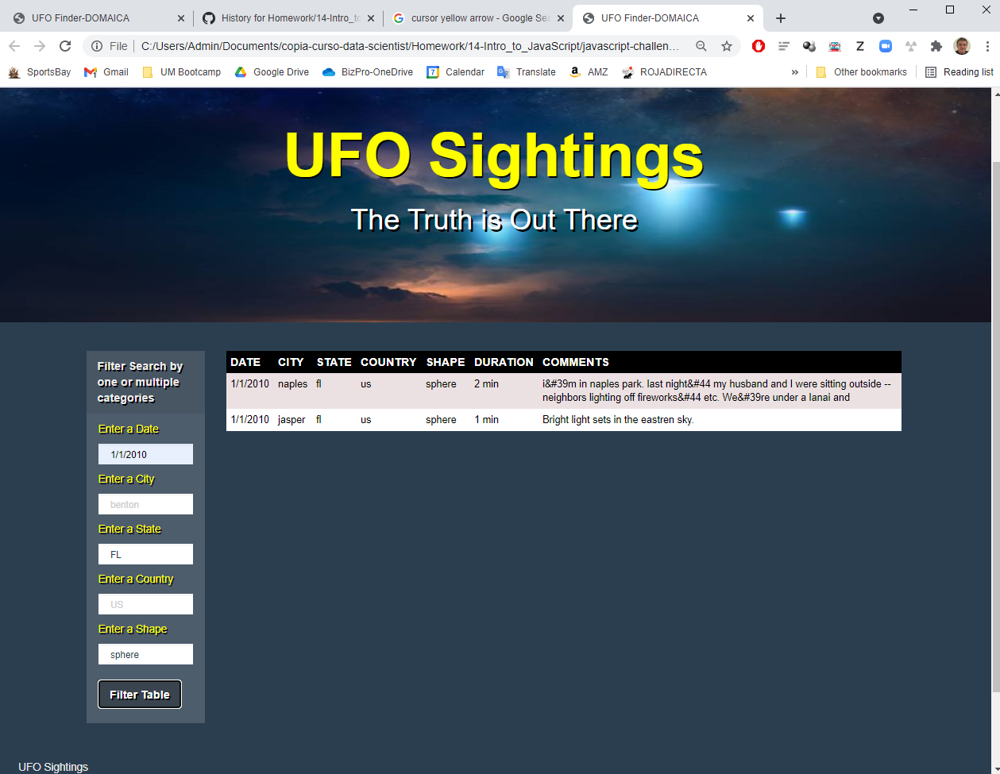 UFO Finder-DOMAICA
History for Homework/14-Intro_to
cursor yellow arrow - Google Sea
UFO Finder-DOMAICA
File
C:/Users/Admin/Documents/copia-curso-data-scientist/Homework/14-Intro_to_JavaScript/javascript-challen...
SportsBay
Gmail
UM Bootcamp
Google Drive
BizPro-OneDrive
Calendar
Translate
AMZ
ROJADIRECTA
»
Other bookmarks
Reading list
UFO Sightings
The Truth is Out There
Filter Search by
one or multiple
categories
Enter a Date
1/1/2010
Enter a City
benton
Enter a State
FL
Enter a Country
US
Enter a Shape
sphere
Filter Table
DATE CITY STATE COUNTRY SHAPE DURATION COMMENTS
1/1/2010 naples fl us sphere 2 min i&#39m in naples park. last night&#44 my husband and I were sitting outside --
neighbors lighting off fireworks&#44 etc. We&#39re under a lanai and
1/1/2010 jasper fl us sphere 1 min Bright light sets in the eastren sky.
UFO Sightings